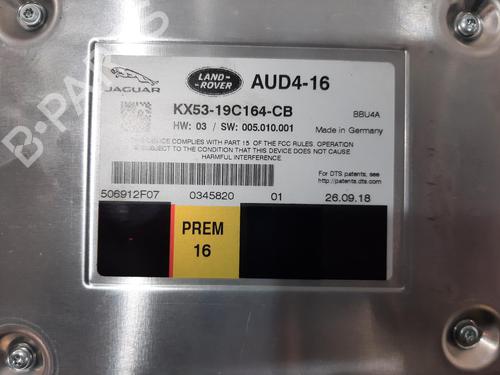 B-PARTS
JAGUAR
LAND-
ROVER
AUD4-16
KX53-19C164-CB
BBU4A
HW: 03 / SW: 005.010.001
Made in Germany
THIS DEVICE COMPLIES WITH PART 15 OF THE FCC RULES. OPERATION
IS SUBJECT TO CONDITION THAT THIS DEVICE DOES NOT CAUSE
HARMFUL INTERFERENCE.
For DTS patents, see
http://patents.dts.com
506912F07
0345820
01
26.09.18
PREM
16